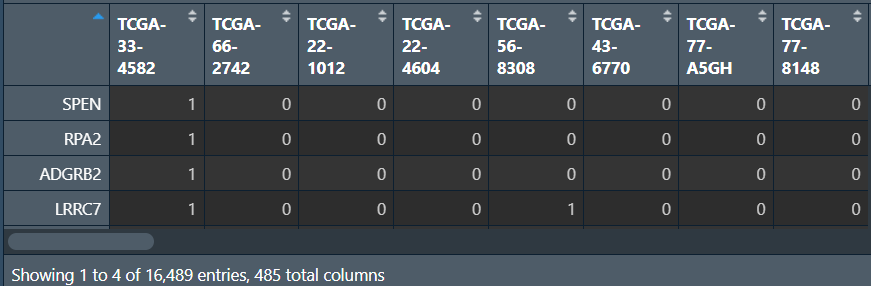 TCGA-33-4582 TCGA-66-2742 TCGA-22-1012 TCGA-22-4604 TCGA-56-8308 TCGA-43-6770 TCGA-77-A5GH TCGA-77-8148
SPEN 1 0 0 0 0 0 0 0
RPA2 1 0 0 0 0 0 0 0
ADGRB2 1 0 0 0 0 0 0 0
LRRC7 1 0 0 0 1 0 0 0
Showing 1 to 4 of 16,489 entries, 485 total columns